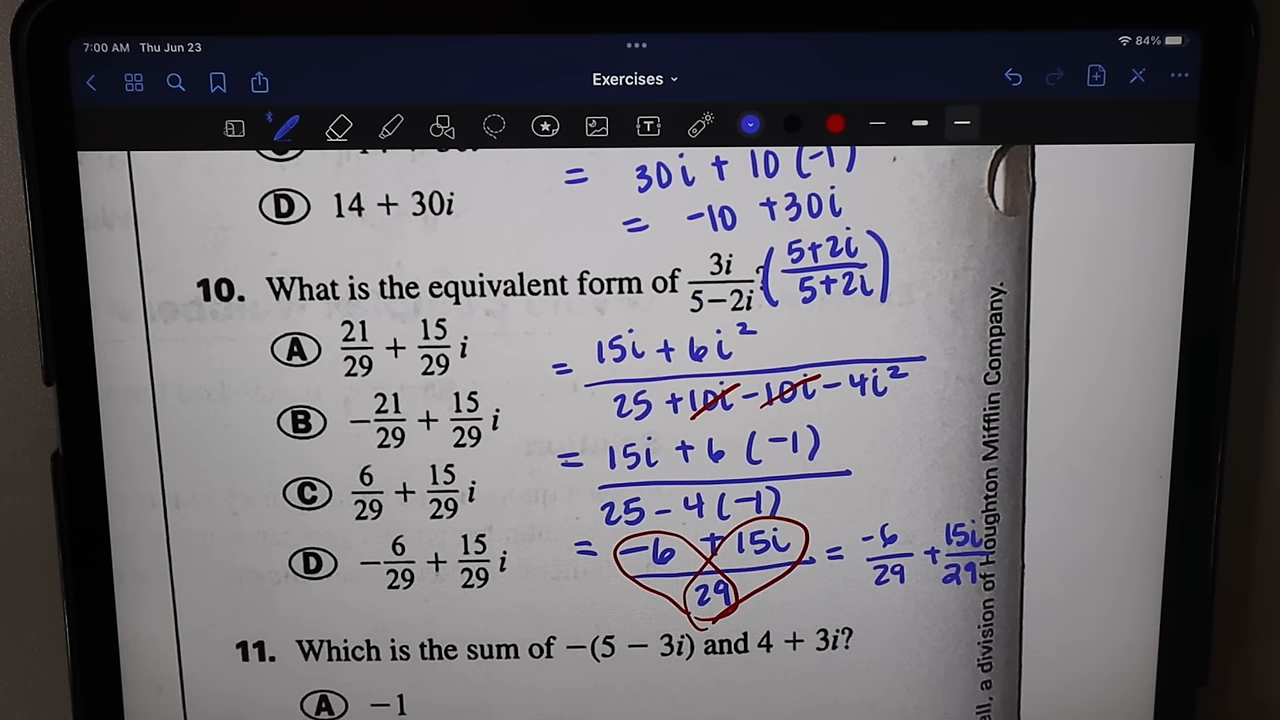 7:00 AM Thu Jun 23
84%
Exercises
= 30i + 10 (-1)
D 14 + 30i
= -10 + 30i
10. What is the equivalent form of 3i/5-2i · (5+2i/5+2i)
A 21/29 + 15/29 i
= 15i + 6i²/25 + 10i - 10i - 4i²
B -21/29 + 15/29 i
= 15i + 6 (-1)/25 - 4 (-1)
C 6/29 + 15/29 i
D -6/29 + 15/29 i
= -6 + 15i/29 = -6/29 + 15i/29
11. Which is the sum of -(5 - 3i) and 4 + 3i?
A -1
ell, a division of Houghton Mifflin Company.